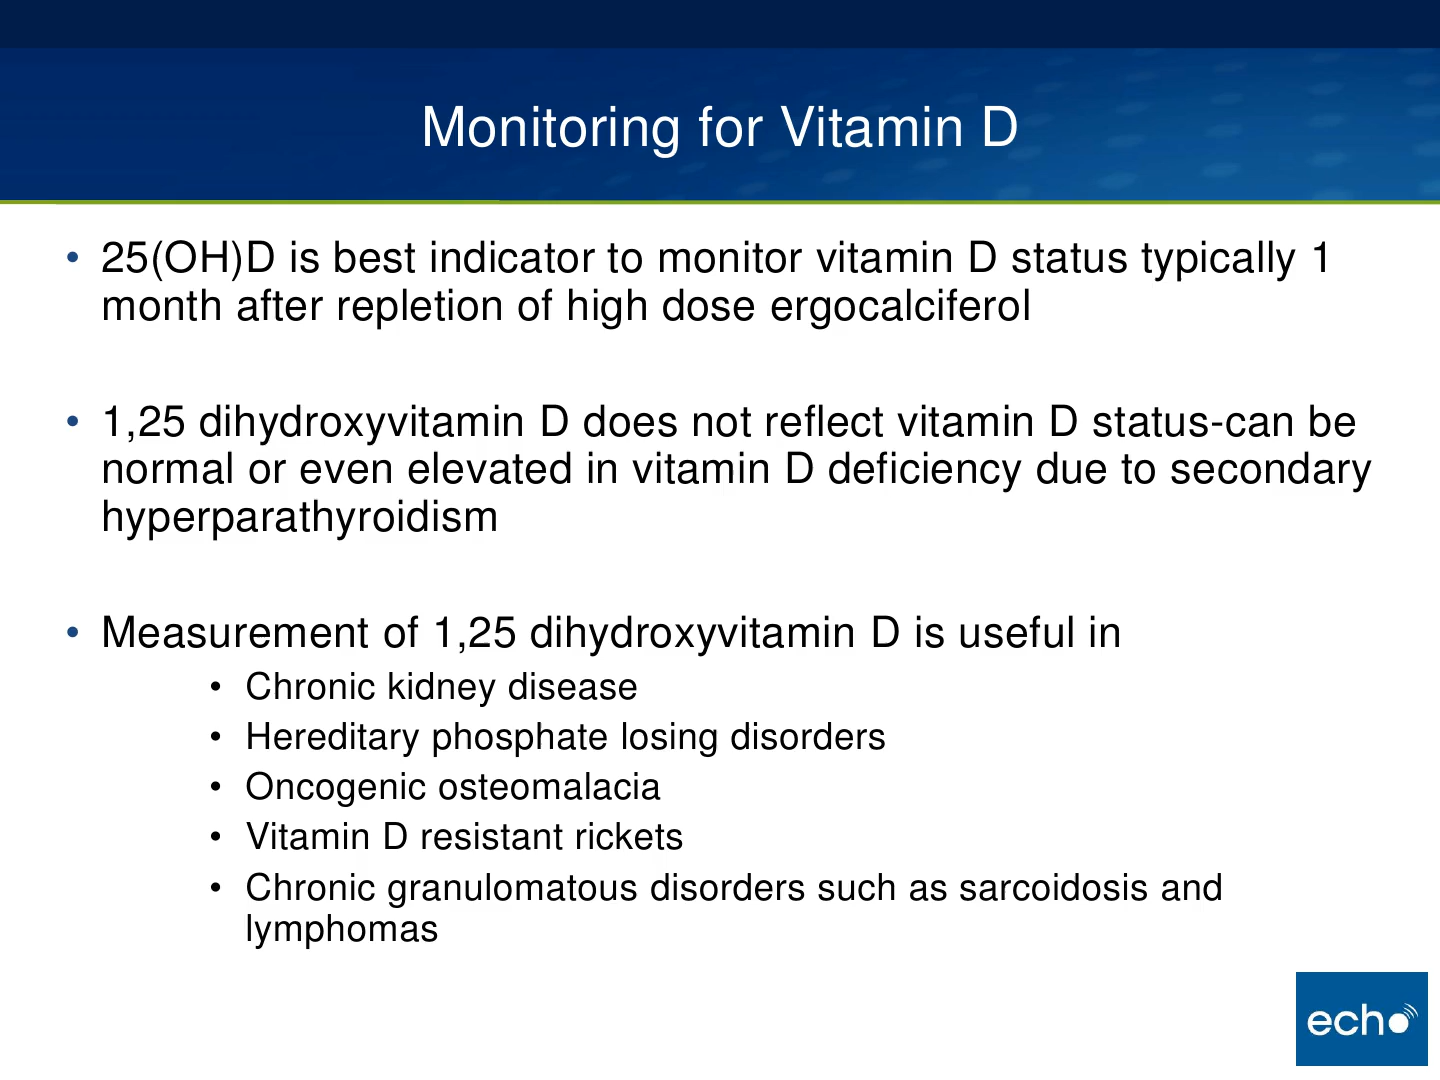 Monitoring for Vitamin D
• 25(OH)D is best indicator to monitor vitamin D status typically 1
month after repletion of high dose ergocalciferol
• 1,25 dihydroxyvitamin D does not reflect vitamin D status-can be
normal or even elevated in vitamin D deficiency due to secondary
hyperparathyroidism
• Measurement of 1,25 dihydroxyvitamin D is useful in
• Chronic kidney disease
• Hereditary phosphate losing disorders
• Oncogenic osteomalacia
• Vitamin D resistant rickets
• Chronic granulomatous disorders such as sarcoidosis and
lymphomas
echo